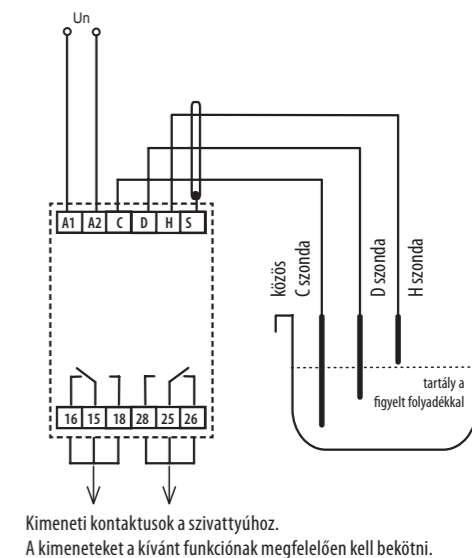 Un
A1 A2 C D H S
közös
C szonda
D szonda
H szonda
tartály a
figyelt folyadékkal
16 15 18 28 25 26
Kimeneti kontaktusok a szivattyúhoz.
A kimeneteket a kívánt funkciónak megfelelően kell bekötni.